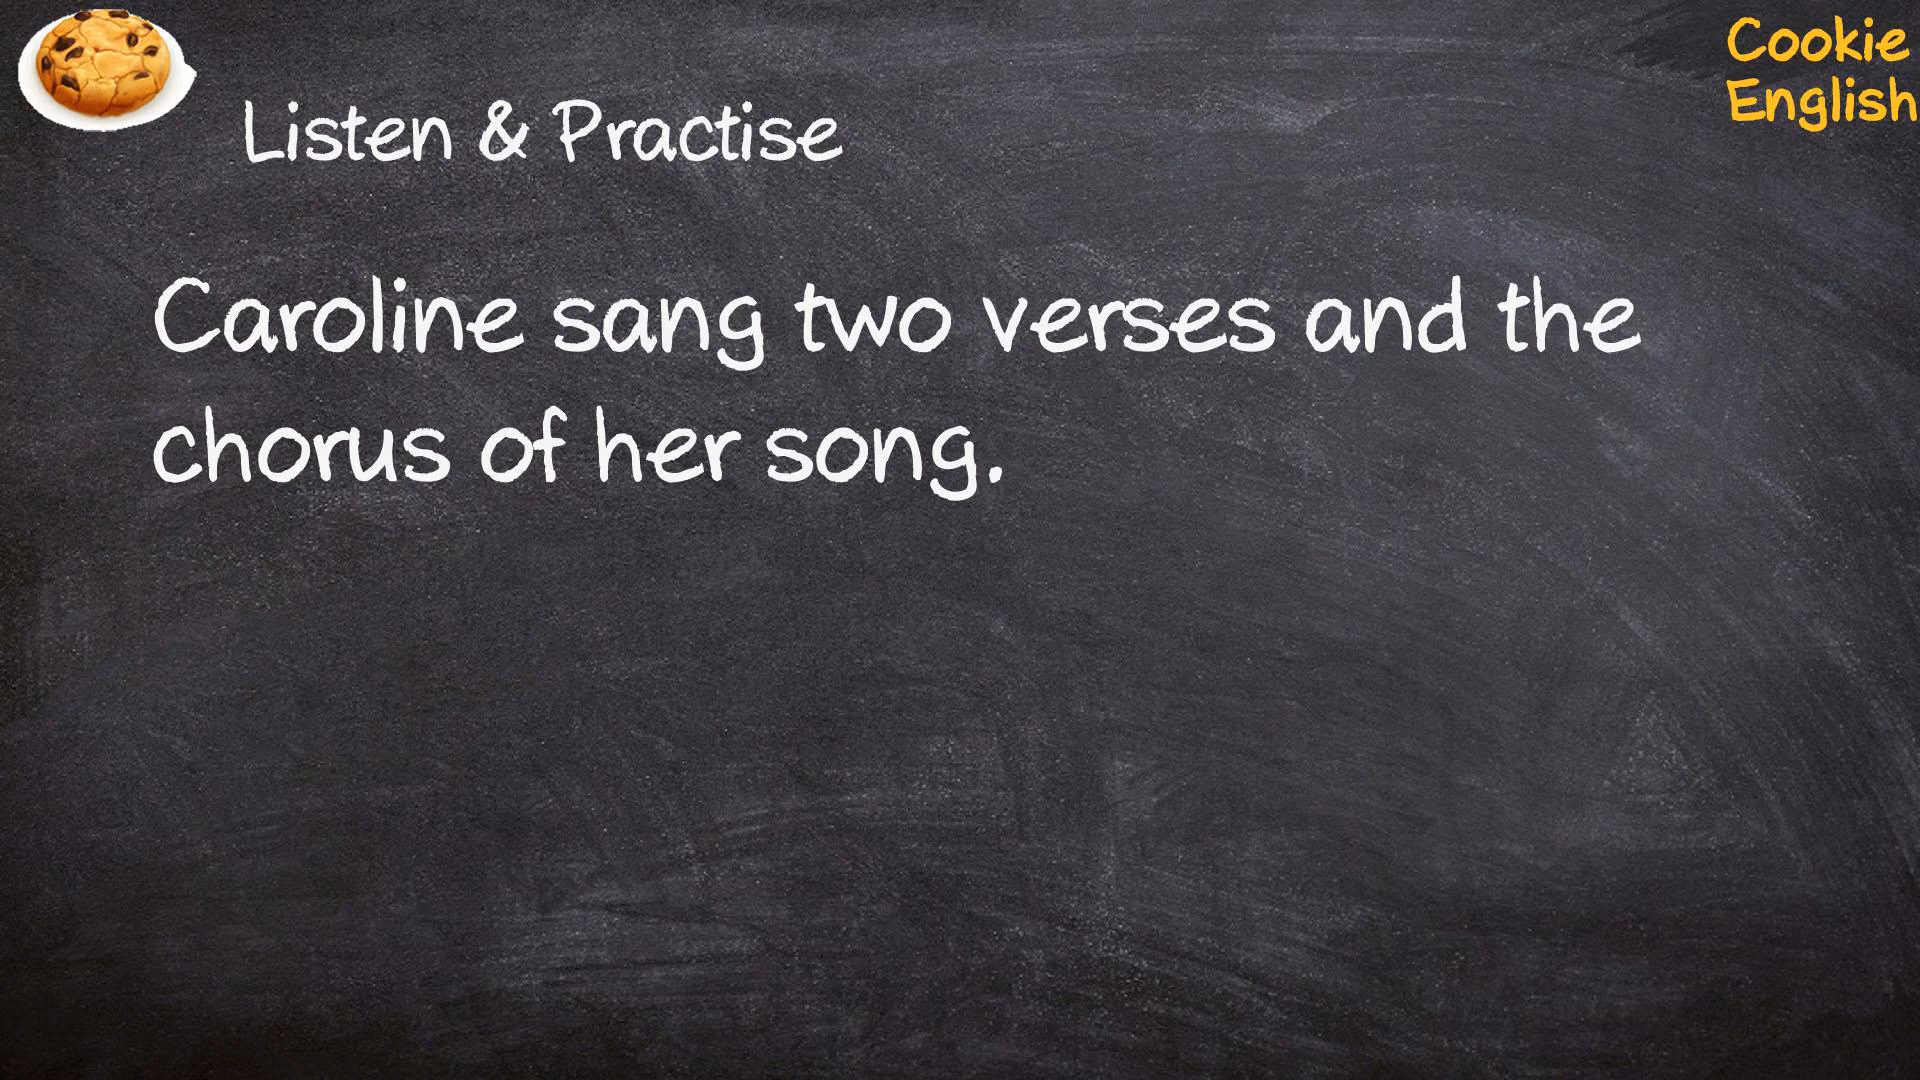 Cookie
English
Listen & Practise
Caroline sang two verses and the
chorus of her song.